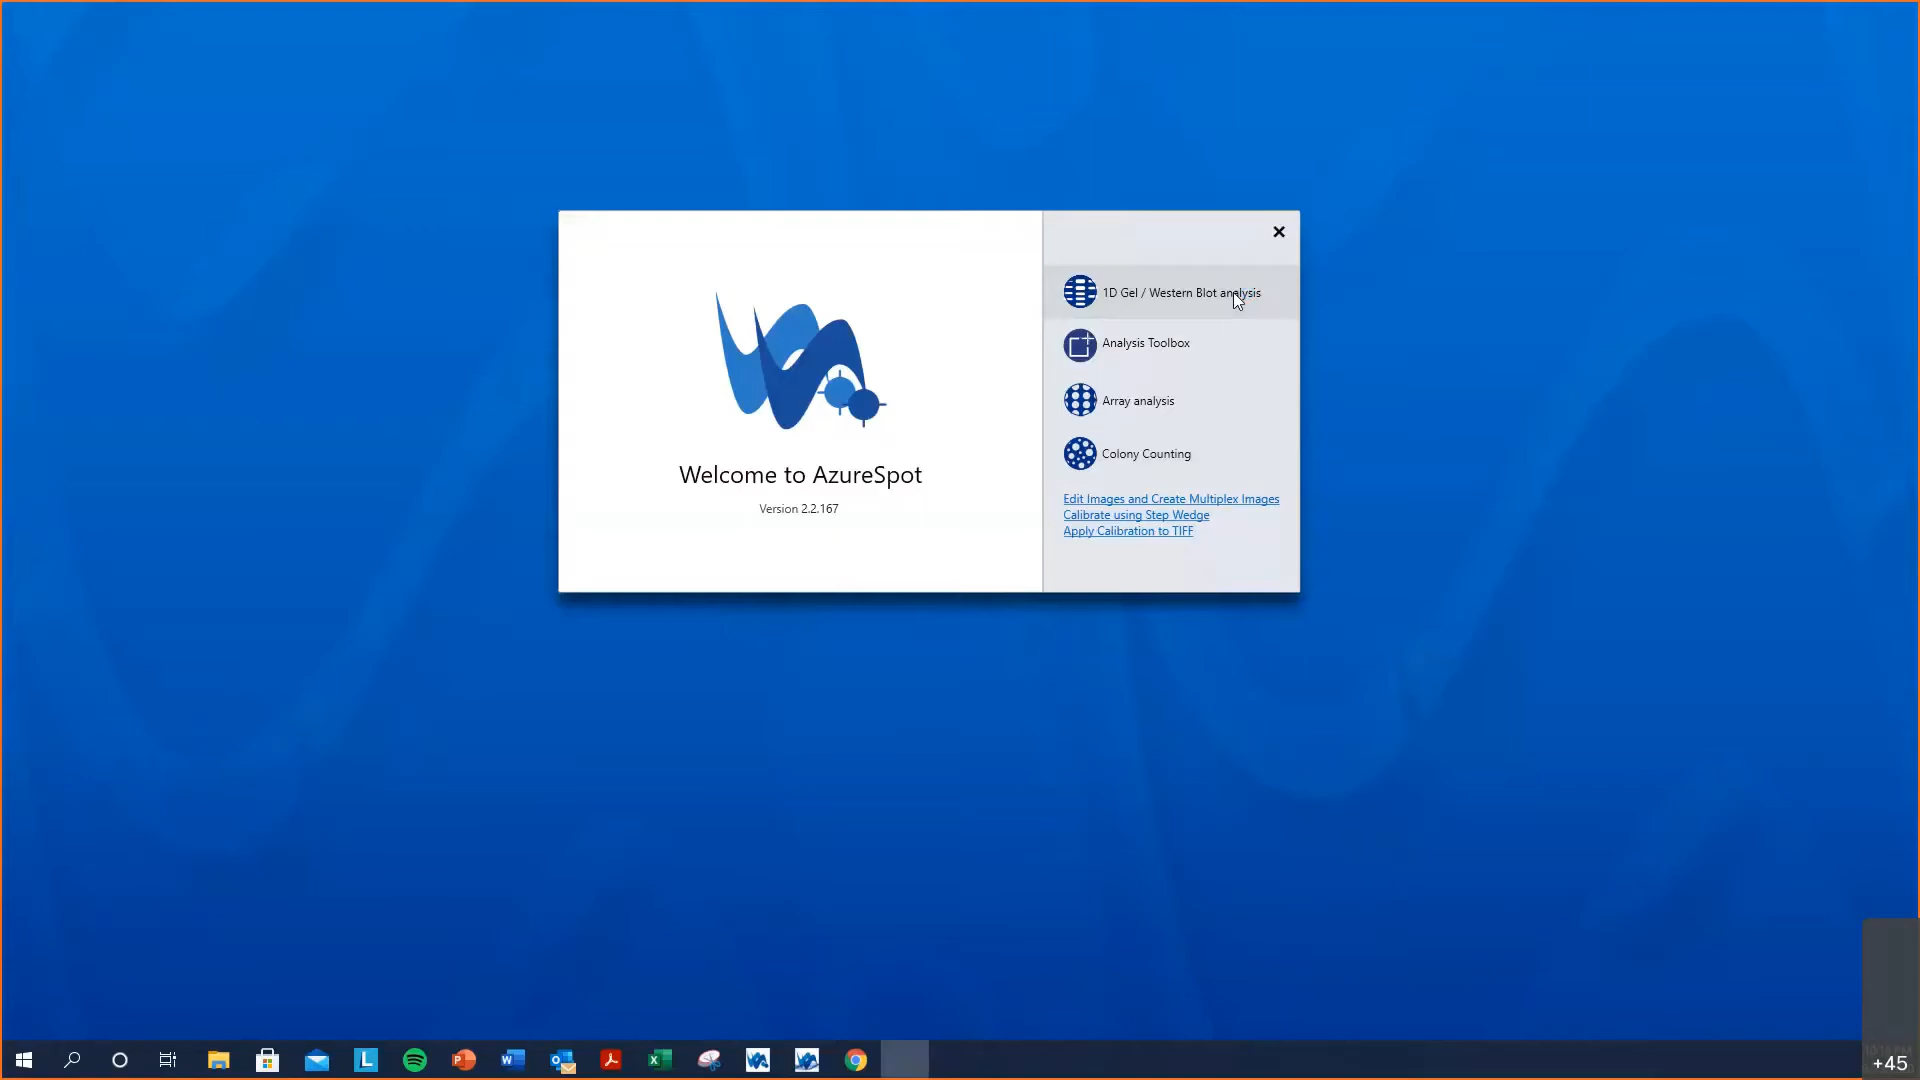 1D Gel / Western Blot analysis
Analysis Toolbox
Array analysis
Colony Counting
Edit Images and Create Multiplex Images
Calibrate using Step Wedge
Apply Calibration to TIFF
Welcome to AzureSpot
Version 2.2.167
+45